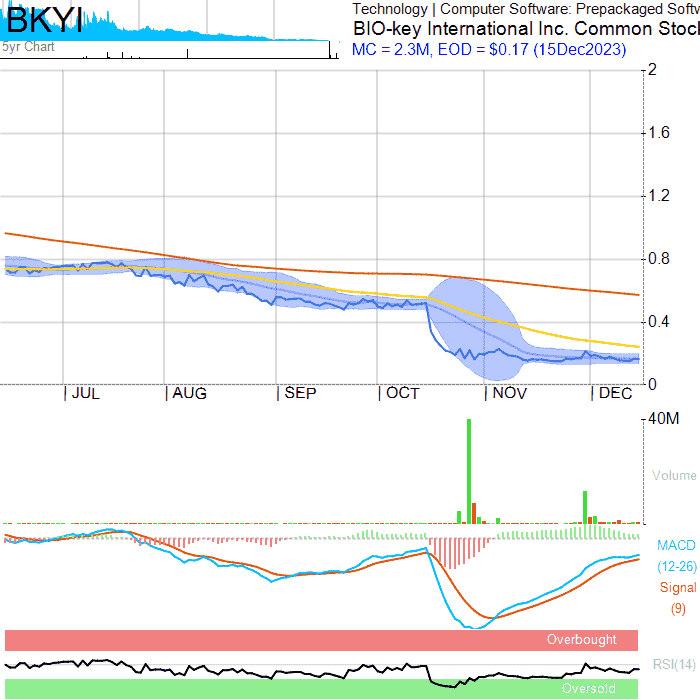 BKYI
5yr Chart
Technology | Computer Software: Prepackaged Softw
BIO-key International Inc. Common Stoc
MC = 2.3M, EOD = $0.17 (15Dec2023)
2
1.6
1.2
0.8
0.4
0
JUL AUG SEP OCT NOV DEC
40M
Volume
MACD
(12-26)
Signal
(9)
Overbought
RSI(14)
Oversold